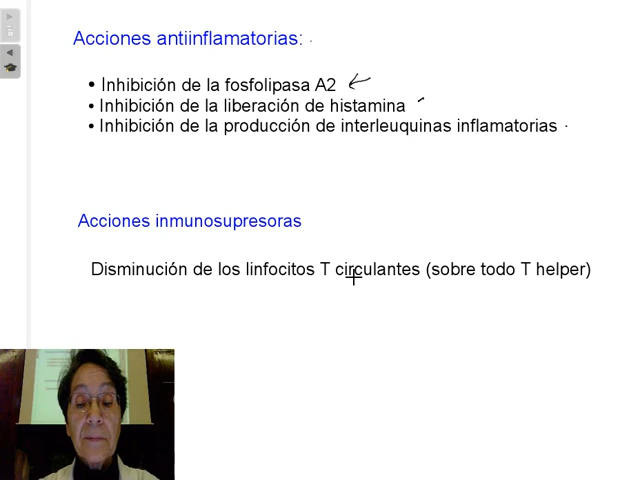 Acciones antiinflamatorias:
• Inhibición de la fosfolipasa A2
• Inhibición de la liberación de histamina
• Inhibición de la producción de interleuquinas inflamatorias
Acciones inmunosupresoras
Disminución de los linfocitos T circulantes (sobre todo T helper)